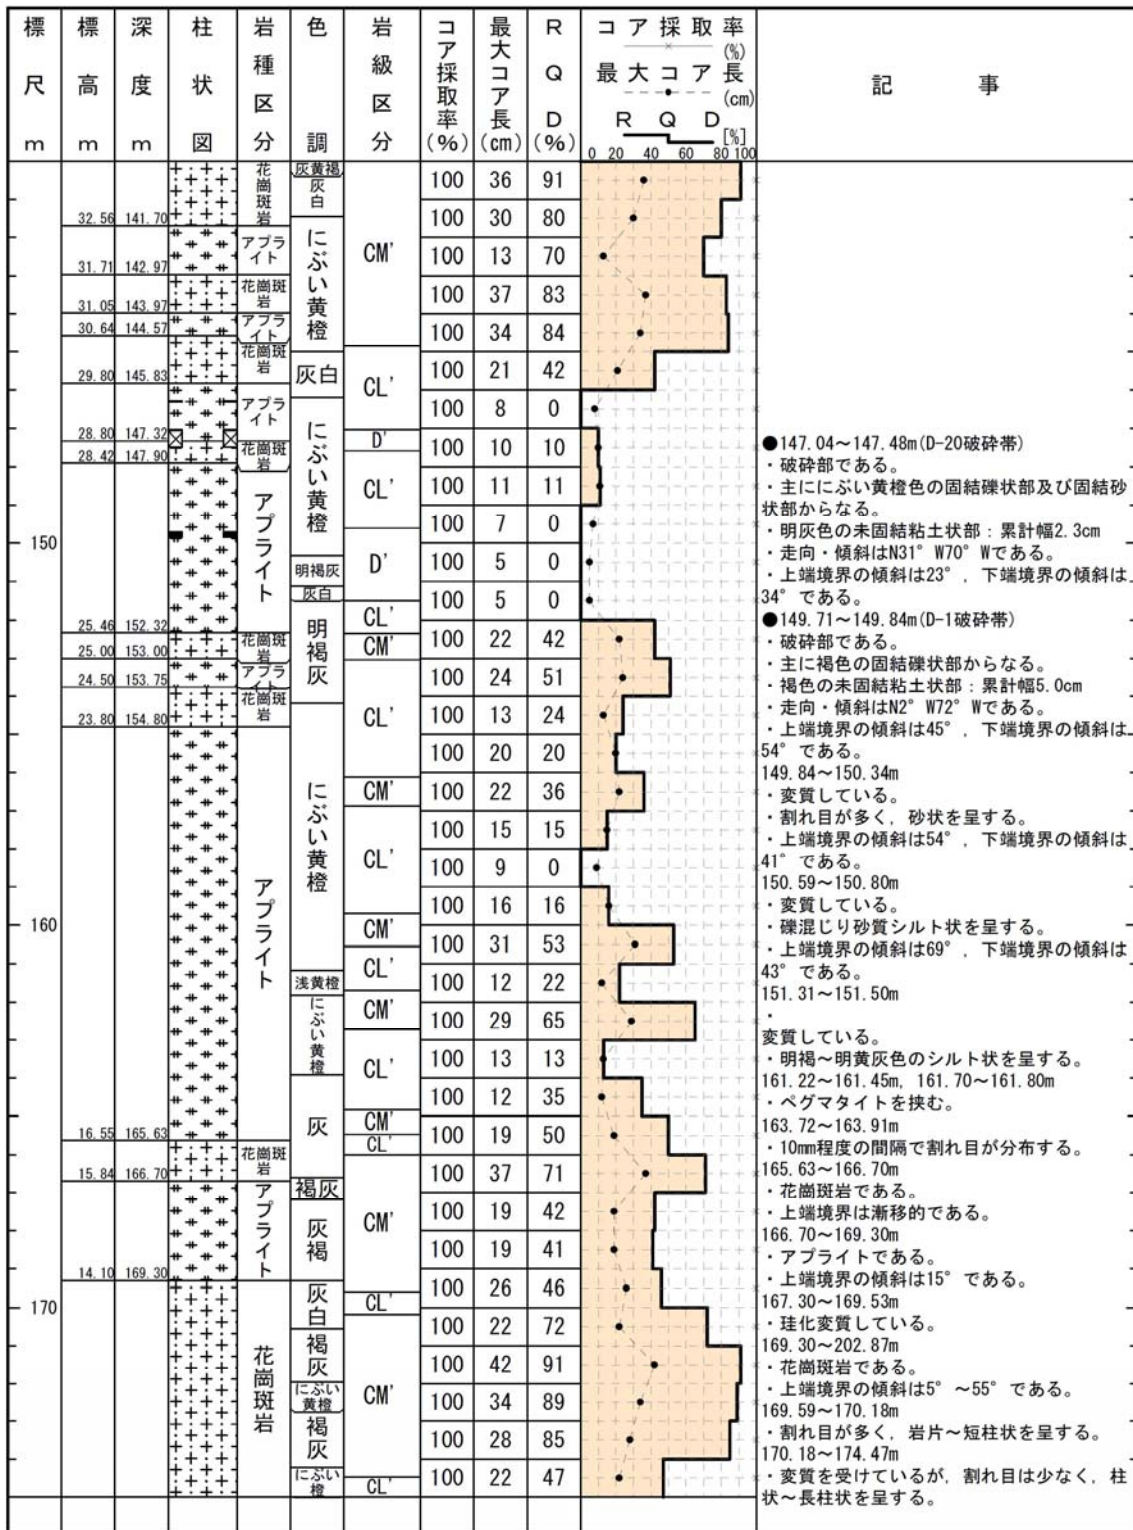 標尺 m
標高 m
深度 m
柱状図
岩種区分
色調
岩級区分
コア採取率(%)
最大コア長(cm)
RQD(%)
コア採取率
(%)
最大コア長
(cm)
R Q D
[%]
0 20 40 60 80 100
記 事
150
160
170
32.56 141.70
31.71 142.97
31.05 143.97
30.64 144.57
29.80 145.83
28.80 147.32
28.42 147.90
25.46 152.32
25.00 153.00
24.50 153.75
23.80 154.80
16.55 165.63
15.84 166.70
14.10 169.30
花崗斑岩
アプライト
花崗斑岩
アプライト
花崗斑岩
アプライト
花崗斑岩
アプライト
花崗斑岩
アプライト
花崗斑岩
アプライト
花崗斑岩
アプライト
花崗斑岩
灰黄褐
灰白
にぶい黄橙
灰白
にぶい黄橙
明褐灰
灰白
明褐灰
にぶい黄橙
浅黄橙
にぶい黄橙
灰
褐灰
灰褐
灰白
褐灰
にぶい黄橙
褐灰
にぶい橙
CM'
CL'
D'
CL'
D'
CL'
CM'
CL'
CM'
CL'
CM'
CL'
CM'
CL'
CM'
CL'
CM'
CL'
CM'
CL'
100 36 91
100 30 80
100 13 70
100 37 83
100 34 84
100 21 42
100 8 0
100 10 10
100 11 11
100 7 0
100 5 0
100 5 0
100 22 42
100 24 51
100 13 24
100 20 20
100 22 36
100 15 15
100 9 0
100 16 16
100 31 53
100 12 22
100 29 65
100 13 13
100 12 35
100 19 50
100 37 71
100 19 42
100 19 41
100 26 46
100 22 72
100 42 91
100 34 89
100 28 85
100 22 47
●147.04～147.48m(D-20破砕帯)
・破砕部である。
・主ににぶい黄橙色の固結礫状部及び固結砂
状部からなる。
・明灰色の未固結粘土状部：累計幅2.3cm
・走向・傾斜はN31°W70°Wである。
・上端境界の傾斜は23°，下端境界の傾斜は
34°である。
●149.71～149.84m(D-1破砕帯)
・破砕部である。
・主に褐色の固結礫状部からなる。
・褐色の未固結粘土状部：累計幅5.0cm
・走向・傾斜はN2°W72°Wである。
・上端境界の傾斜は45°，下端境界の傾斜は
54°である。
149.84～150.34m
・変質している。
・割れ目が多く，砂状を呈する。
・上端境界の傾斜は54°，下端境界の傾斜は
41°である。
150.59～150.80m
・変質している。
・礫混じり砂質シルト状を呈する。
・上端境界の傾斜は69°，下端境界の傾斜は
43°である。
151.31～151.50m
・
変質している。
・明褐～明黄灰色のシルト状を呈する。
161.22～161.45m，161.70～161.80m
・ペグマタイトを挟む。
163.72～163.91m
・10mm程度の間隔で割れ目が分布する。
165.63～166.70m
・花崗斑岩である。
・上端境界は漸移的である。
166.70～169.30m
・アプライトである。
・上端境界の傾斜は15°である。
167.30～169.53m
・珪化変質している。
169.30～202.87m
・花崗斑岩である。
・上端境界の傾斜は5°～55°である。
169.59～170.18m
・割れ目が多く，岩片～短柱状を呈する。
170.18～174.47m
・変質を受けているが，割れ目は少なく，柱
状～長柱状を呈する。